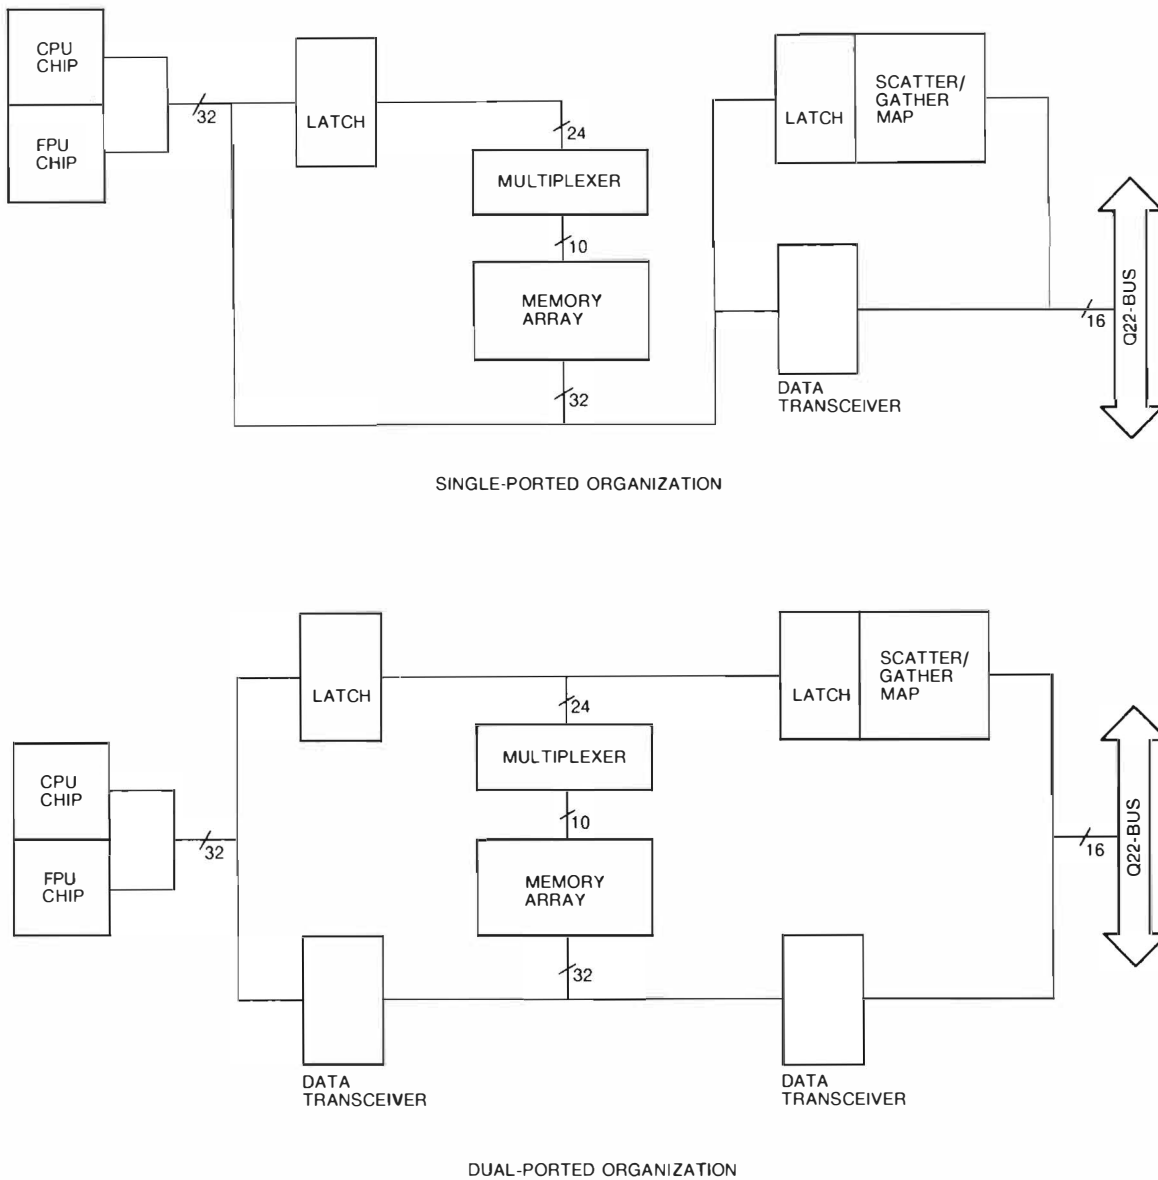 CPU
CHIP
FPU
CHIP
32
LATCH
24
MULTIPLEXER
10
MEMORY
ARRAY
32
LATCH
SCATTER/
GATHER
MAP
DATA
TRANSCEIVER
16
Q22-BUS
SINGLE-PORTED ORGANIZATION
CPU
CHIP
FPU
CHIP
32
LATCH
24
MULTIPLEXER
10
MEMORY
ARRAY
32
DATA
TRANSCEIVER
LATCH
SCATTER/
GATHER
MAP
DATA
TRANSCEIVER
16
Q22-BUS
DUAL-PORTED ORGANIZATION